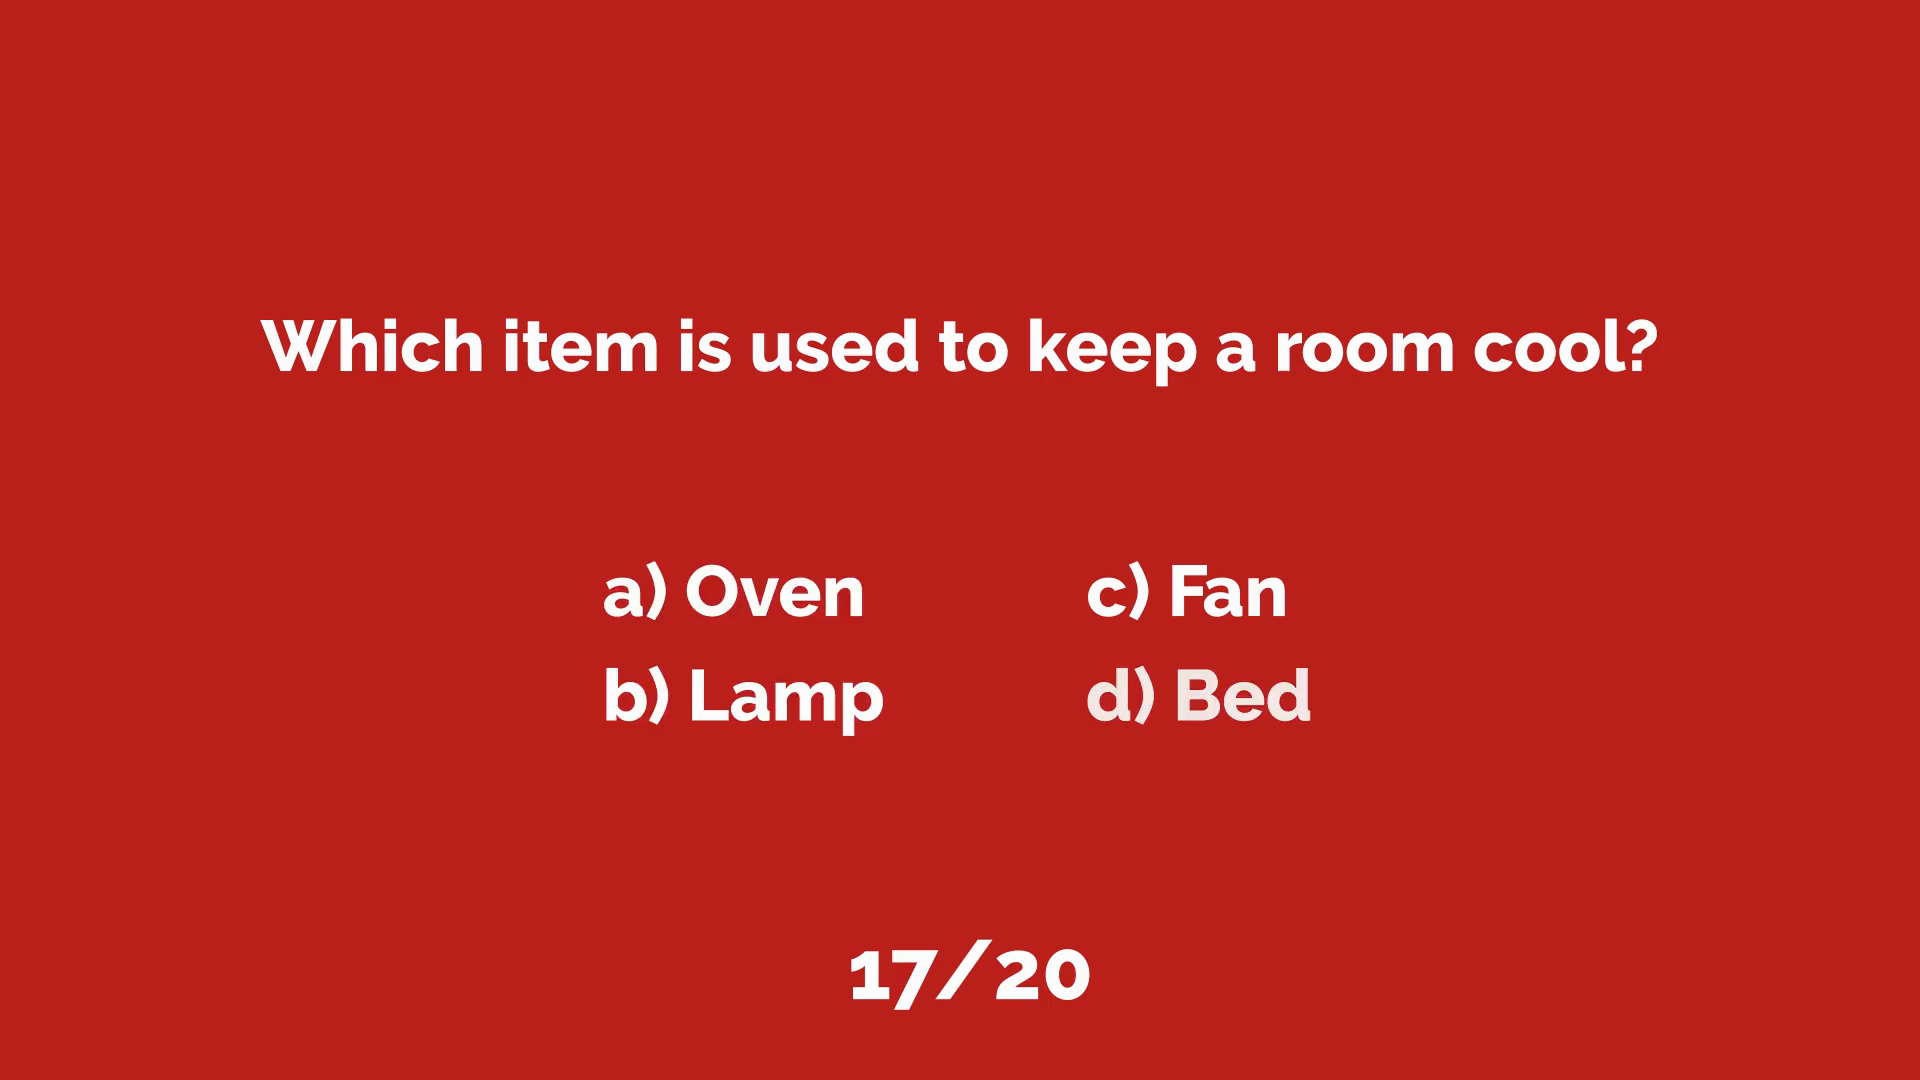 Which item is used to keep a room cool?
a) Oven
b) Lamp
c) Fan
d) Bed
17/20